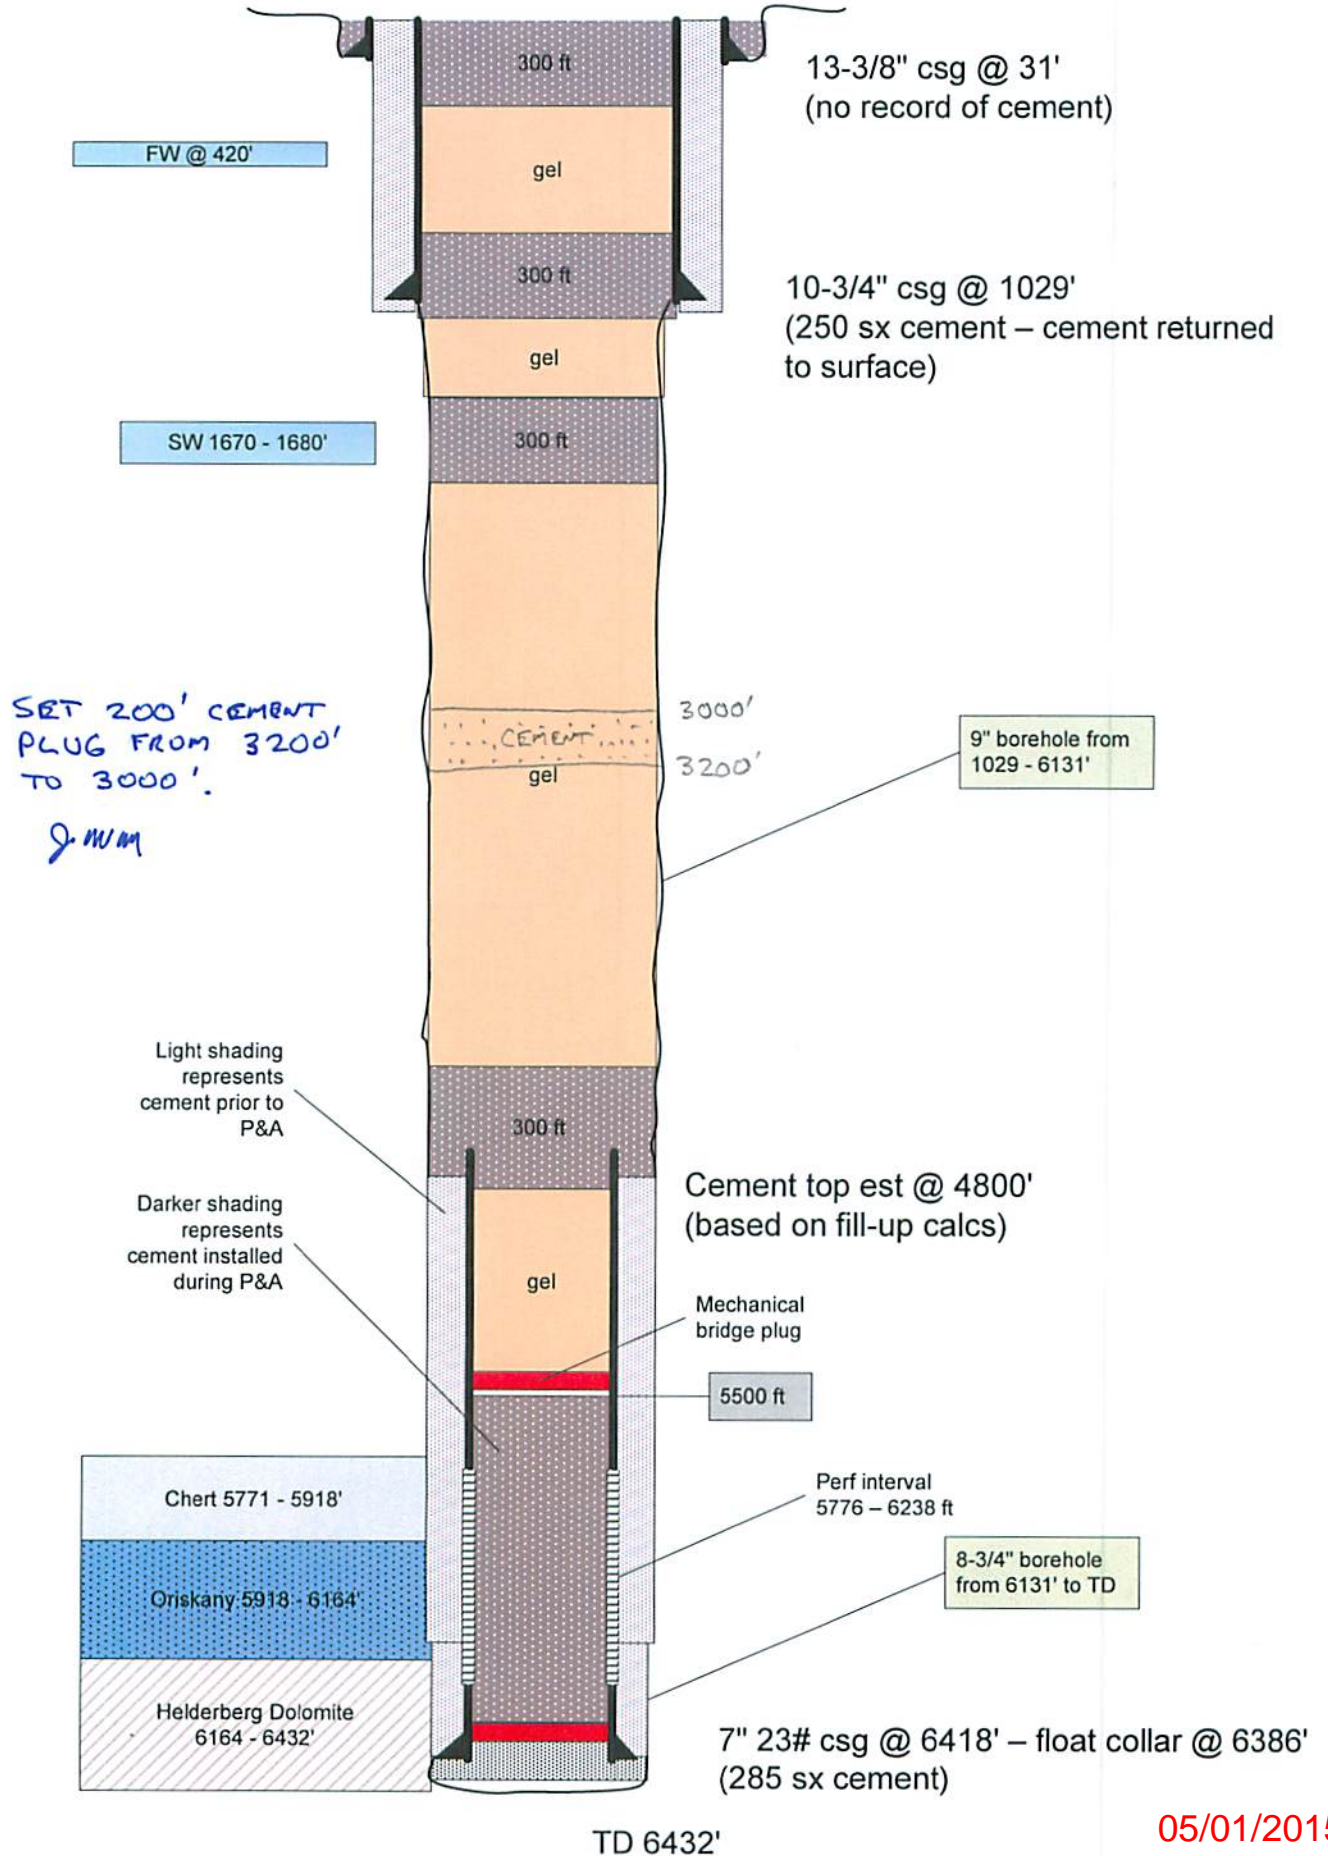 300 ft
13-3/8" csg @ 31'
(no record of cement)
FW @ 420'
gel
300 ft
10-3/4" csg @ 1029'
(250 sx cement – cement returned
to surface)
gel
SW 1670 - 1680'
300 ft
SET 200' CEMENT
PLUG FROM 3200'
TO 3000'.
3000'
CEMENT
3200'
gel
9" borehole from
1029 - 6131'
Light shading
represents
cement prior to
P&A
300 ft
Darker shading
represents
cement installed
during P&A
Cement top est @ 4800'
(based on fill-up calcs)
gel
Mechanical
bridge plug
5500 ft
Chert 5771 - 5918'
Perf interval
5776 – 6238 ft
Oriskany 5918 - 6164'
8-3/4" borehole
from 6131' to TD
Helderberg Dolomite
6164 - 6432'
7" 23# csg @ 6418' – float collar @ 6386'
(285 sx cement)
TD 6432'
05/01/2015